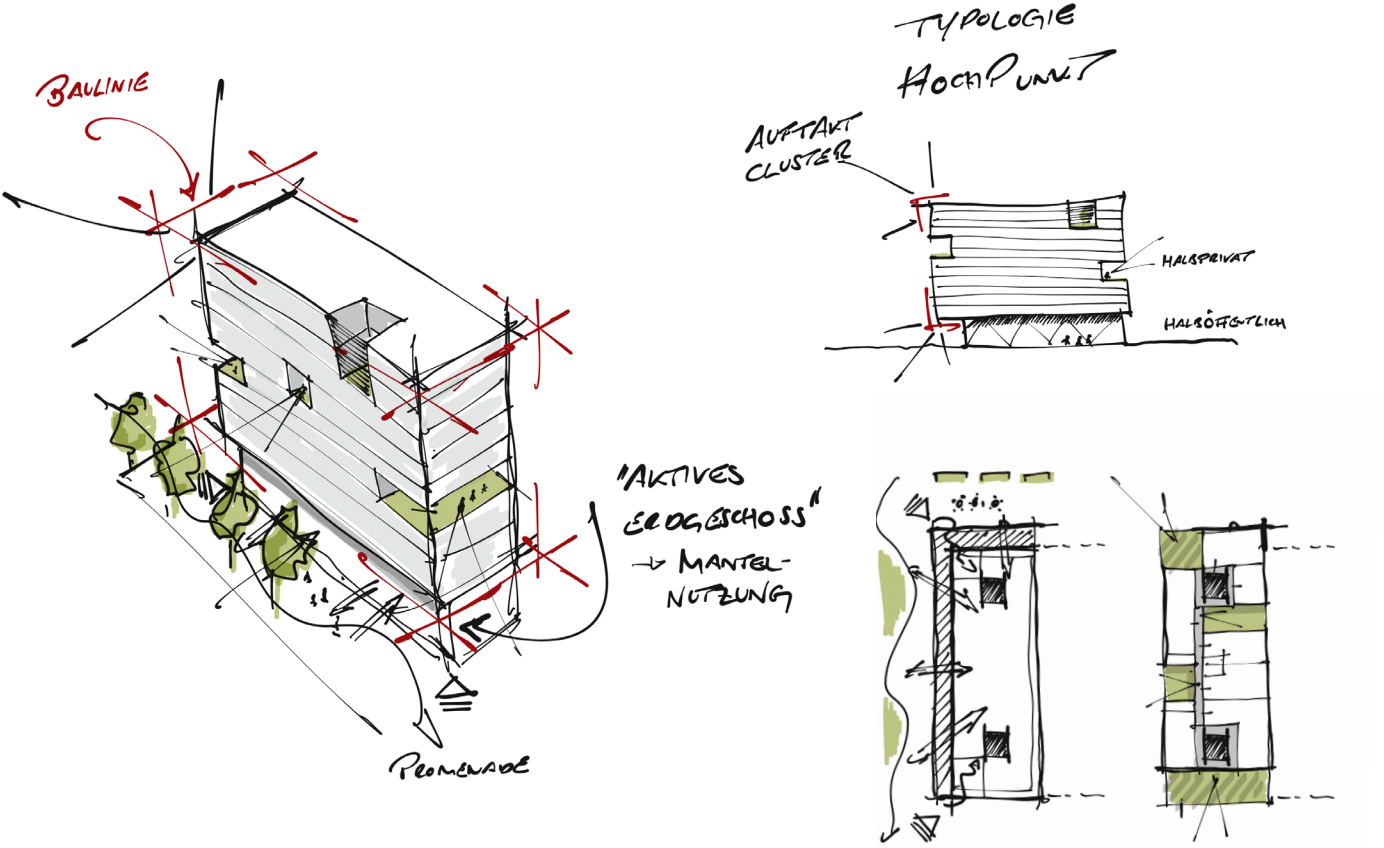 TYPOLOGIE
HOCHPUNKT
BAULINIE
AUFTAKT
CLUSTER
HALBPRIVAT
HALBÖFFENTLICH
"AKTIVES
ERDGESCHOSS"
→ MANTEL-
NUTZUNG
PROMENADE